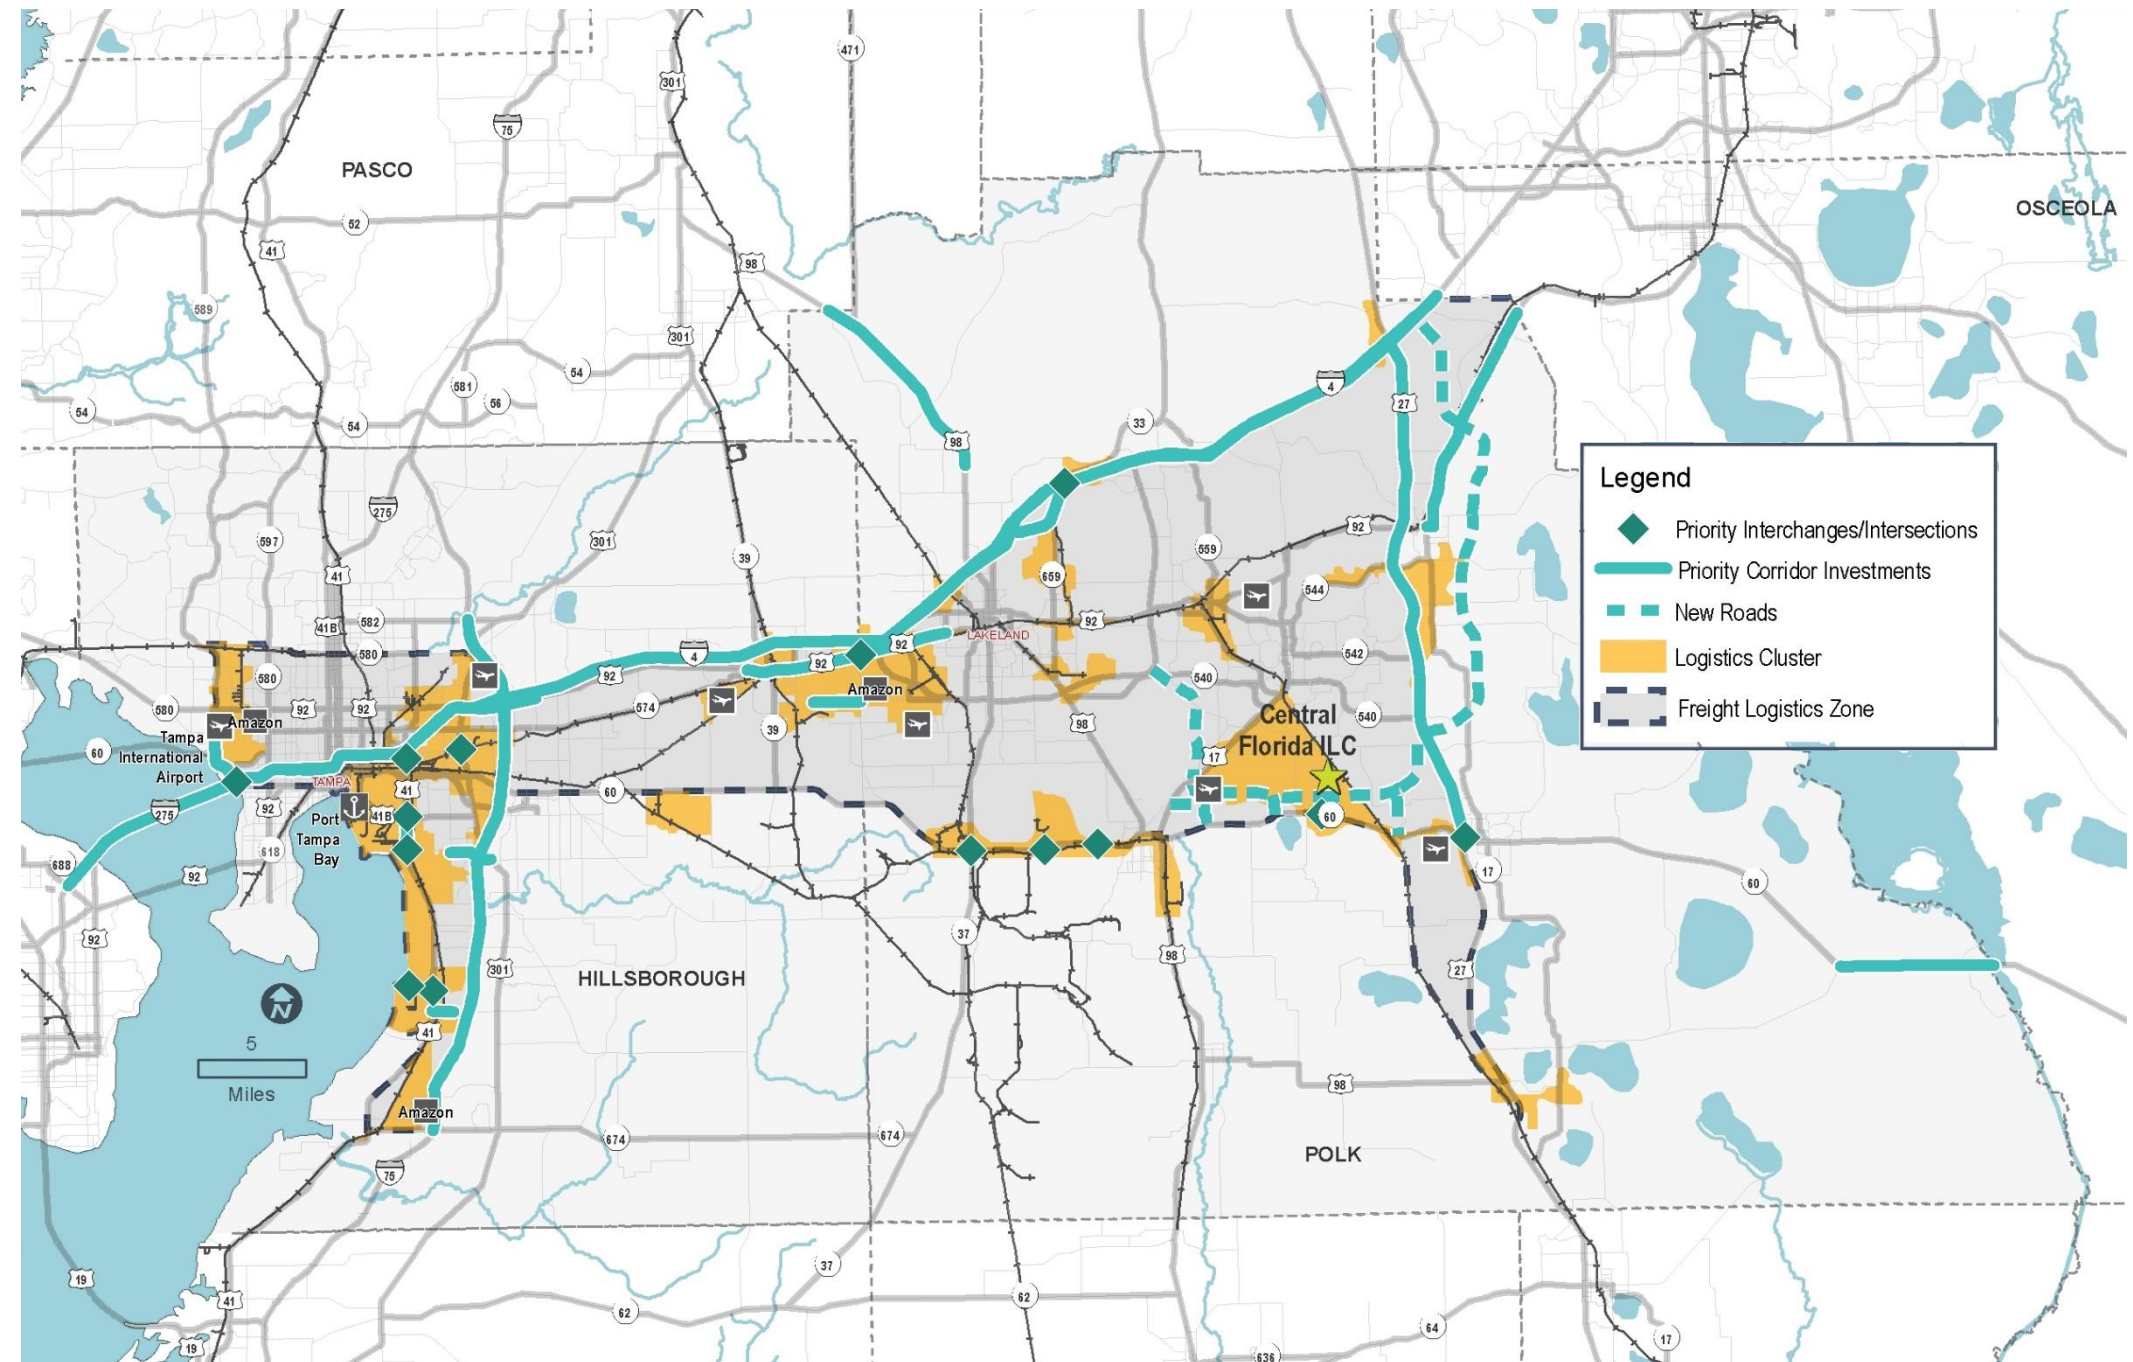 471
301
75
PASCO
OSCEOLA
52
41
98
589
301
54
581
56
54
54
27
4
33
98
Legend
Priority Interchanges/Intersections
Priority Corridor Investments
New Roads
Logistics Cluster
Freight Logistics Zone
275
597
301
39
92
559
41
659
544
582
41B
92
LAKELAND
580
92
542
4
92
92
580
540
574
Amazon
580
92
92
Amazon
39
98
540
Central
Florida ILC
Tampa
International
Airport
60
17
TAMPA
41
60
275
92
41B
60
Port
Tampa
Bay
618
688
92
17
60
92
37
98
301
HILLSBOROUGH
27
41
5
Miles
98
Amazon
674
674
POLK
75
37
19
41
62
62
64
17
19
636